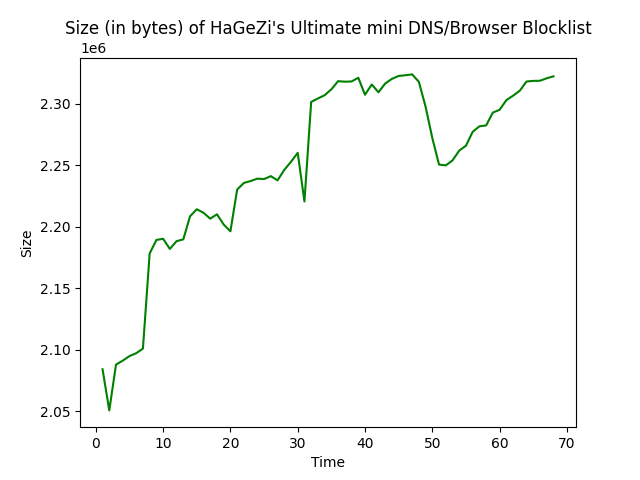 Size (in bytes) of HaGeZi's Ultimate mini DNS/Browser Blocklist
1e6
2.30
2.25
2.20
2.15
2.10
2.05
Size
0 10 20 30 40 50 60 70
Time